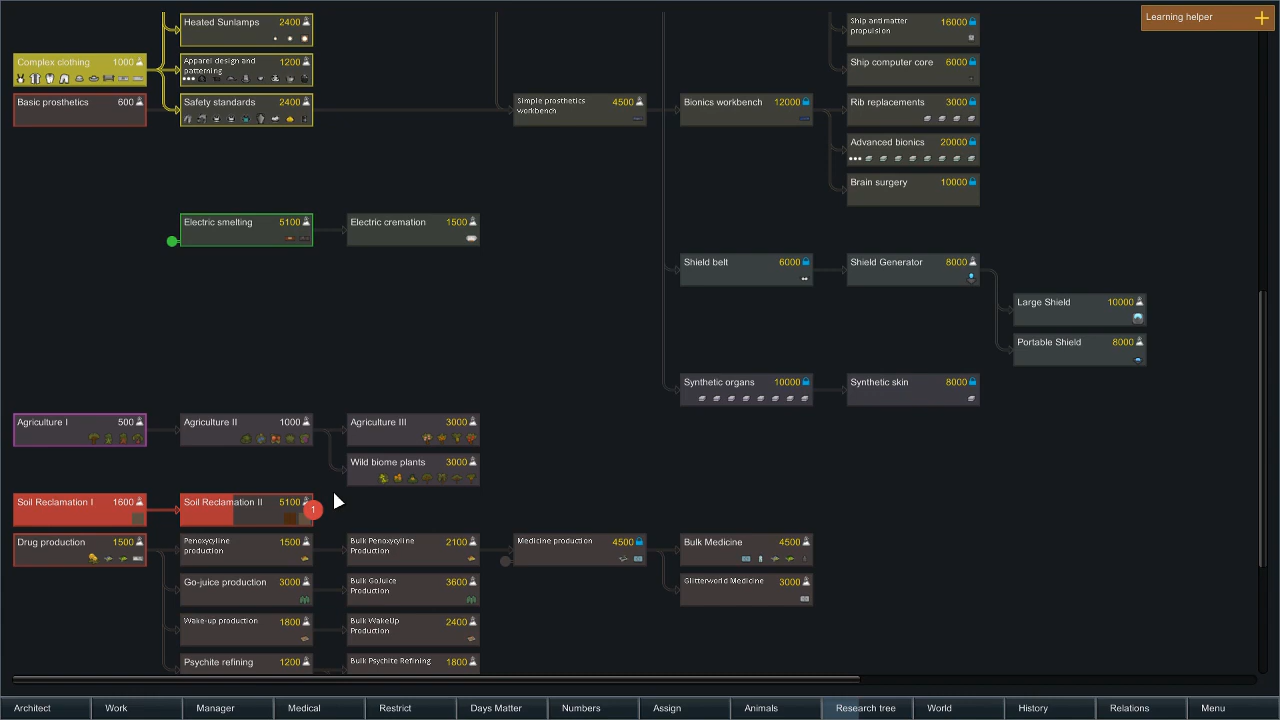 Learning helper
Heated Sunlamps 2400
Ship antimatter
propulsion
16000
Complex clothing 1000
Apparel design and
patterning
1200
Ship computer core 6000
Basic prosthetics 600
Safety standards 2400
Simple prosthetics
workbench
4500
Bionics workbench 12000
Rib replacements 3000
Advanced bionics 20000
Brain surgery 10000
Electric smelting 5100
Electric cremation 1500
Shield belt 6000
Shield Generator 8000
Large Shield 10000
Portable Shield 8000
Synthetic organs 10000
Synthetic skin 8000
Agriculture I 500
Agriculture II 1000
Agriculture III 3000
Wild biome plants 3000
Soil Reclamation I 1600
Soil Reclamation II 5100
1
Drug production 1500
Penoxycyline
production
1500
Bulk Penoxycyline
Production
2100
Medicine production 4500
Bulk Medicine 4500
Go-juice production 3000
Bulk GoJuice
Production
3600
Glitterworld Medicine 3000
Wake-up production 1800
Bulk WakeUp
Production
2400
Psychite refining 1200
Bulk Psychite Refining 1800
Architect Work Manager Medical Restrict Days Matter Numbers Assign Animals Research tree World History Relations Menu